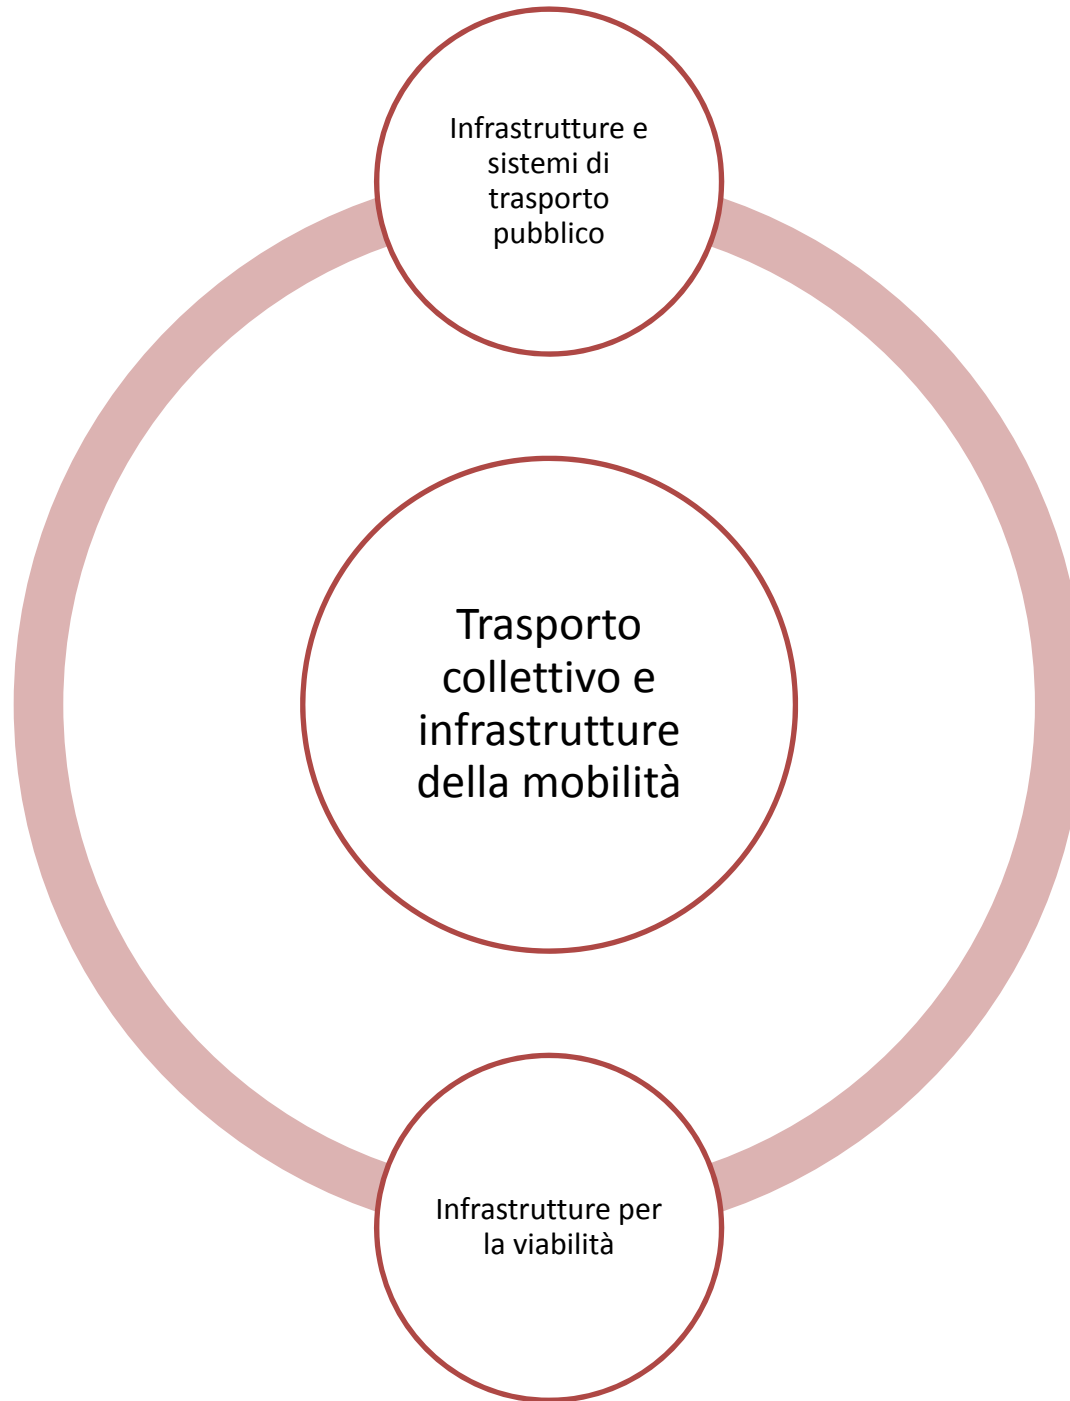 Infrastrutture e
sistemi di
trasporto
pubblico
Trasporto
collettivo e
infrastrutture
della mobilità
Infrastrutture per
la viabilità